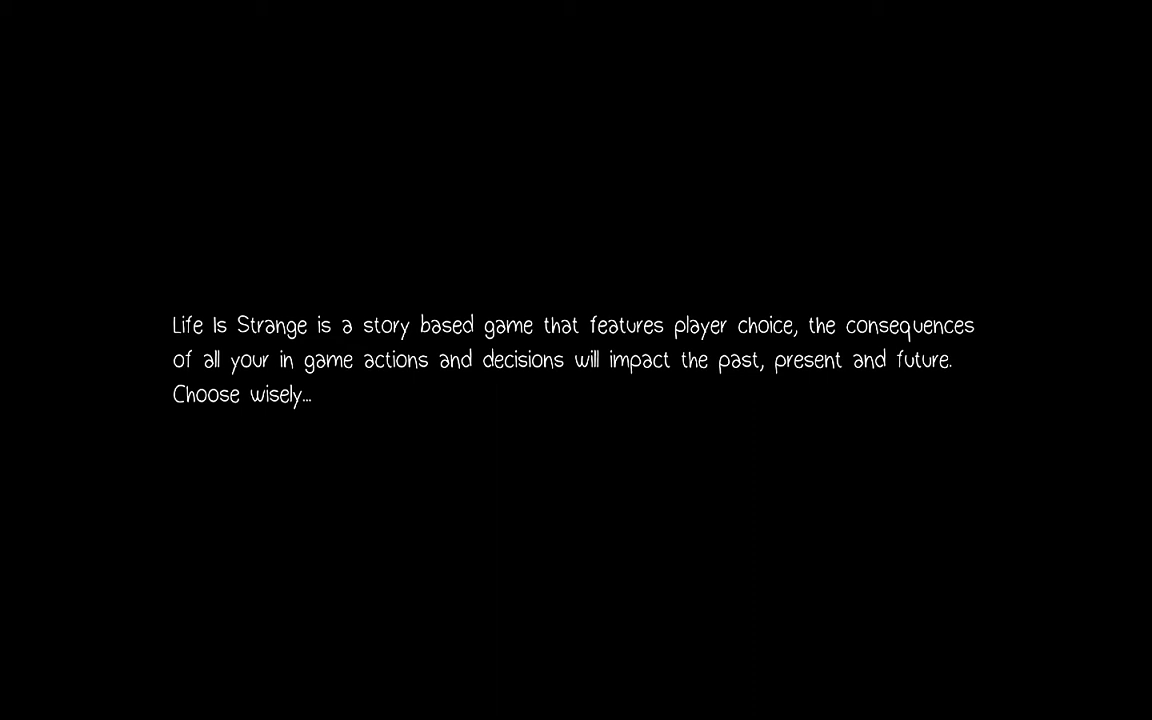 Life Is Strange is a story based game that features player choice, the consequences
of all your in game actions and decisions will impact the past, present and future.
Choose wisely...